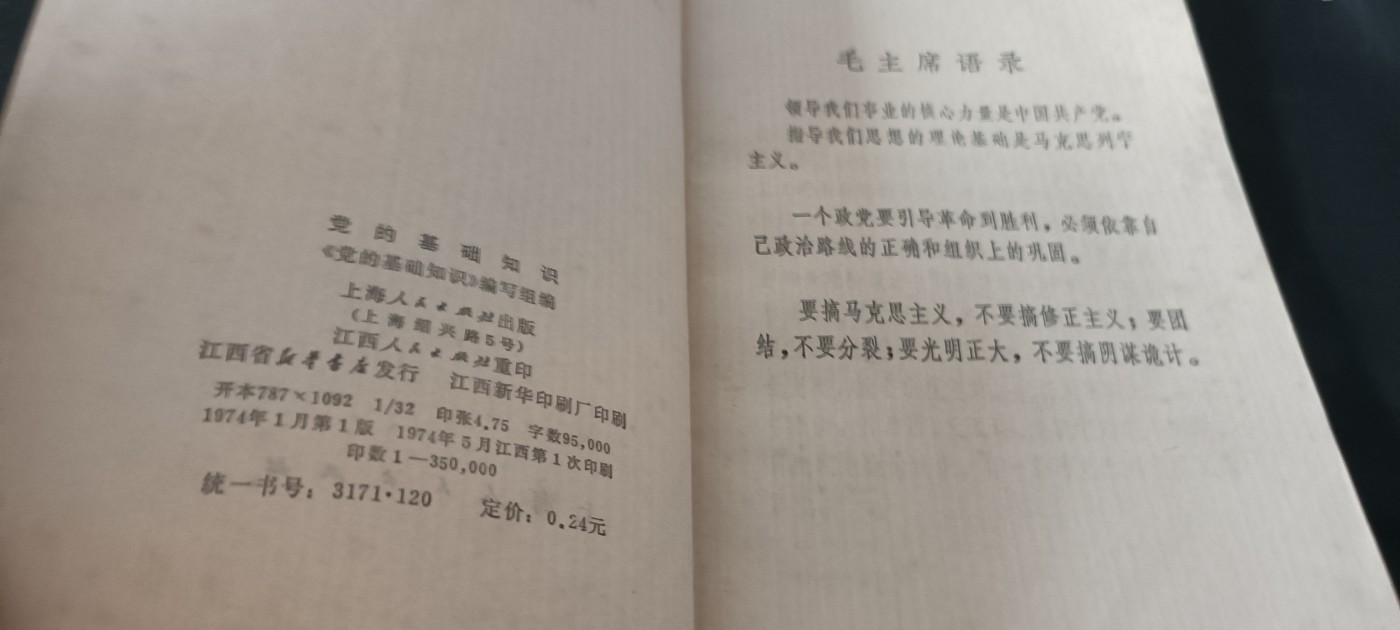 党的基础知识
《党的基础知识》编写组编
上海人民出版社出版
(上海绍兴路5号)
江西人民出版社重印
江西省新华书店发行 江西新华印刷厂印刷
开本787×1092 1/32 印张4.75 字数95,000
1974年1月第1版 1974年5月江西第1次印刷
印数1—350,000
统一书号：3171·120 定价：0.24元
毛主席语录
领导我们事业的核心力量是中国共产党。
指导我们思想的理论基础是马克思列宁
主义。
一个政党要引导革命到胜利，必须依靠自
己政治路线的正确和组织上的巩固。
要搞马克思主义，不要搞修正主义；要团
结，不要分裂；要光明正大，不要搞阴谋诡计。